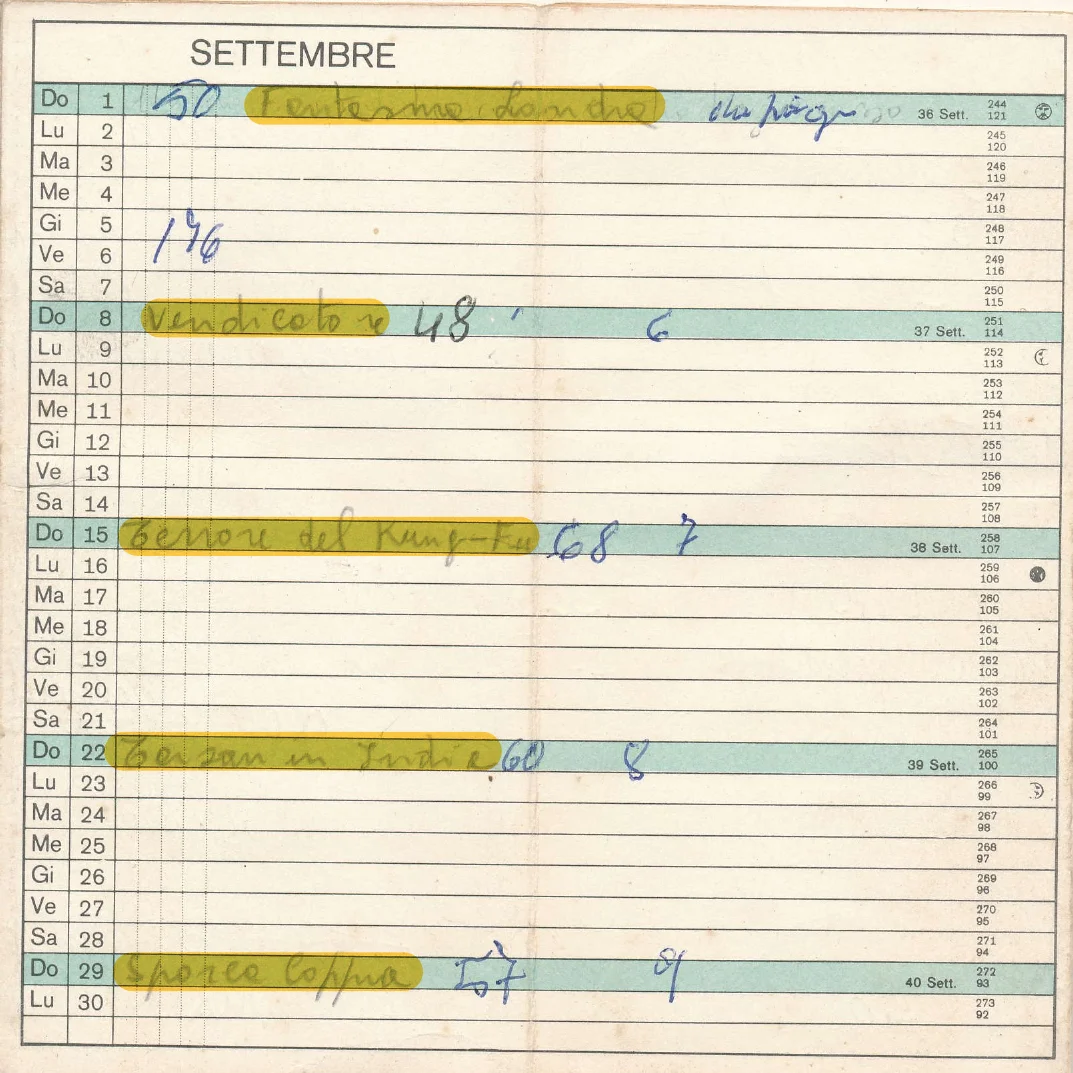 SETTEMBRE
Do 1 50 Fantasma Londra da 36 Sett. 244 121
Lu 2 245 120
Ma 3 246 119
Me 4 247 118
Gi 5 248 117
176
Ve 6 249 116
Sa 7 250 115
Do 8 Vendicatore 48 6 37 Sett. 251 114
Lu 9 252 113
Ma 10 253 112
Me 11 254 111
Gi 12 255 110
Ve 13 256 109
Sa 14 257 108
Do 15 Terrore del Kung-Fu 68 7 38 Sett. 258 107
Lu 16 259 106
Ma 17 260 105
Me 18 261 104
Gi 19 262 103
Ve 20 263 102
Sa 21 264 101
Do 22 Tarzan in India 60 8 39 Sett. 265 100
Lu 23 266 99
Ma 24 267 98
Me 25 268 97
Gi 26 269 96
Ve 27 270 95
Sa 28 271 94
Do 29 Sporca Coppia 57 9 40 Sett. 272 93
Lu 30 273 92